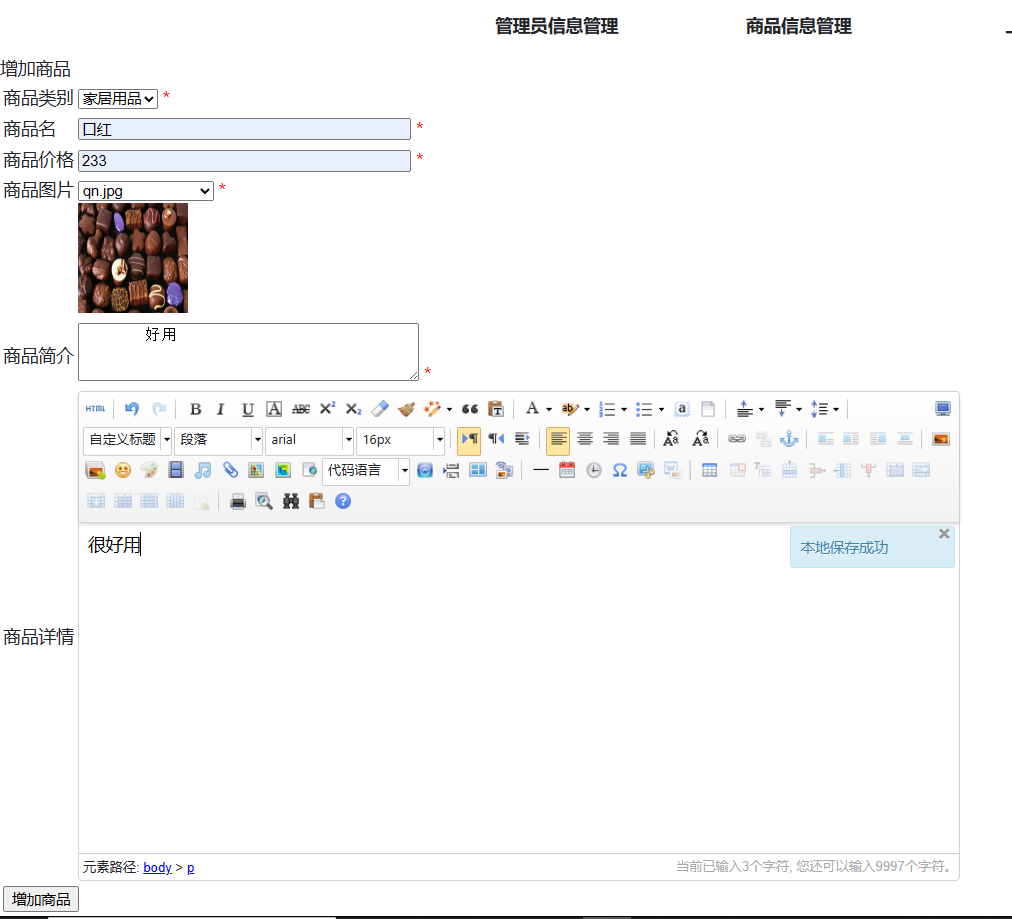 管理员信息管理 商品信息管理
增加商品
商品类别 家居用品 *
商品名 口红 *
商品价格 233 *
商品图片 qn.jpg *
商品简介 好用 *
HTML B I U A ABC X² X₂ A ab a
自定义标题 段落 arial 16px
代码语言
很好用
本地保存成功
商品详情
元素路径: body > p 当前已输入3个字符, 您还可以输入9997个字符。
增加商品